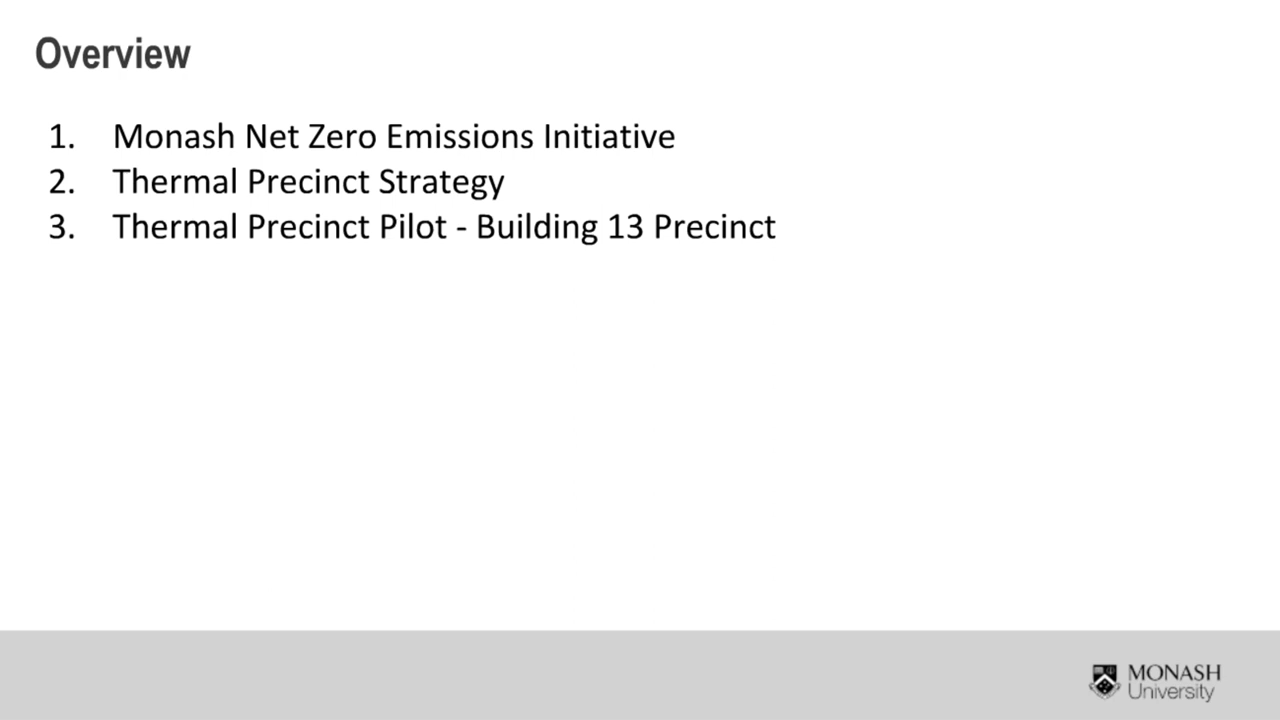 Overview
1. Monash Net Zero Emissions Initiative
2. Thermal Precinct Strategy
3. Thermal Precinct Pilot - Building 13 Precinct
MONASH
University